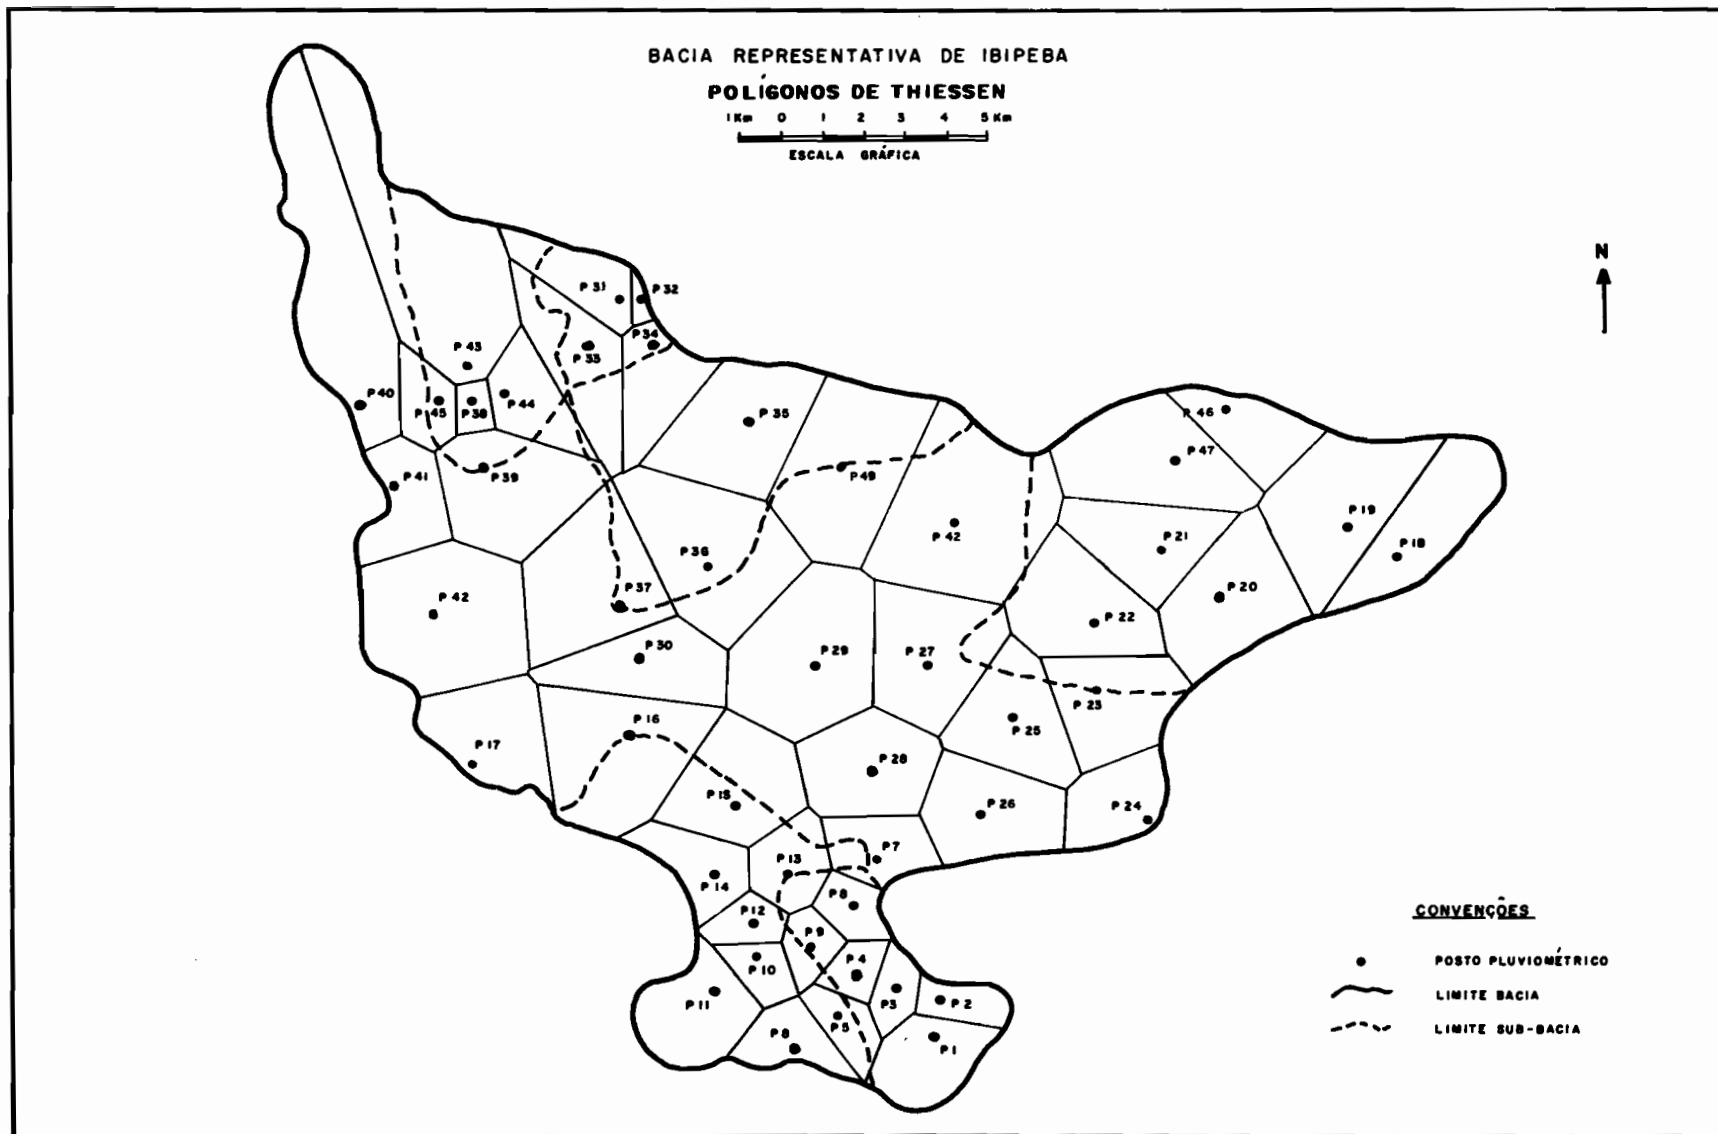 BACIA REPRESENTATIVA DE IBIPEBA
POLÍGONOS DE THIESSEN
1 Km 0 1 2 3 4 5 Km
ESCALA GRÁFICA
N
P 31
P 32
P 34
P 33
P 43
P 40
P 45
P 38
P 44
P 35
P 46
P 47
P 41
P 39
P 49
P 19
P 18
P 42
P 21
P 36
P 37
P 42
P 20
P 22
P 30
P 29
P 27
P 23
P 25
P 16
P 17
P 28
P 15
P 26
P 24
P 7
P 13
P 14
P 8
P 12
P 9
P 4
P 10
P 11
P 3
P 2
P 5
P 8
P 1
CONVENÇÕES
POSTO PLUVIOMÉTRICO
LIMITE BACIA
LIMITE SUB-BACIA